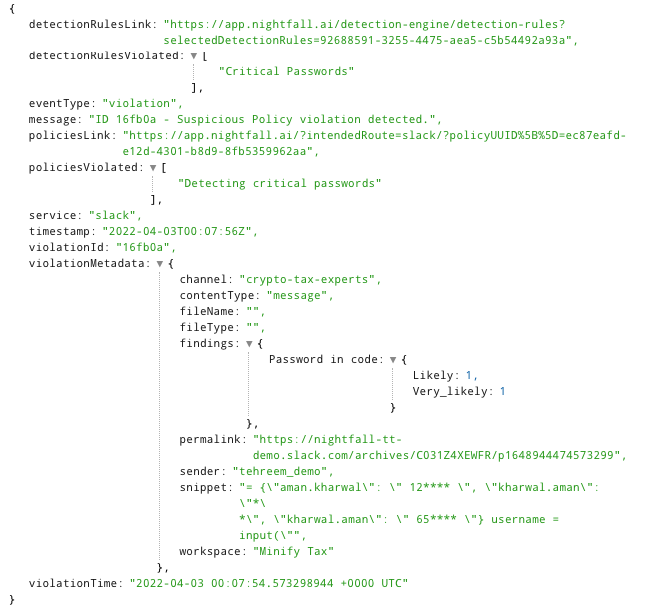 {
detectionRulesLink: "https://app.nightfall.ai/detection-engine/detection-rules?
selectedDetectionRules=92688591-3255-4475-aea5-c5b54492a93a",
detectionRulesViolated: ▼ [
"Critical Passwords"
],
eventType: "violation",
message: "ID 16fb0a - Suspicious Policy violation detected.",
policiesLink: "https://app.nightfall.ai/?intendedRoute=slack/?policyUUID%5B%5D=ec87eafd-
e12d-4301-b8d9-8fb5359962aa",
policiesViolated: ▼ [
"Detecting critical passwords"
],
service: "slack",
timestamp: "2022-04-03T00:07:56Z",
violationId: "16fb0a",
violationMetadata: ▼ {
channel: "crypto-tax-experts",
contentType: "message",
fileName: "",
fileType: "",
findings: ▼ {
Password in code: ▼ {
Likely: 1,
Very_likely: 1
}
},
permalink: "https://nightfall-tt-
demo.slack.com/archives/C031Z4XEWFR/p1648944474573299",
sender: "tehreem_demo",
snippet: "= {\"aman.kharwal\": \" 12**** \", \"kharwal.aman\":
\"*\
*\", \"kharwal.aman\": \" 65**** \"} username =
input(\"",
workspace: "Minify Tax"
},
violationTime: "2022-04-03 00:07:54.573298944 +0000 UTC"
}